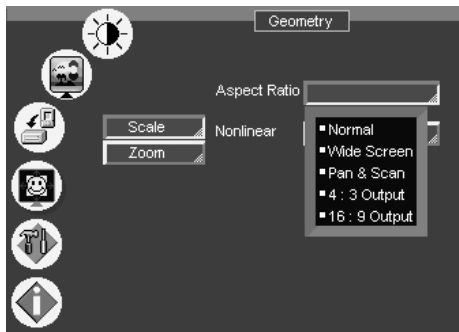 Geometry
Aspect Ratio
Scale
Nonlinear
Zoom
Normal
Wide Screen
Pan & Scan
4 : 3 Output
16 : 9 Output
i